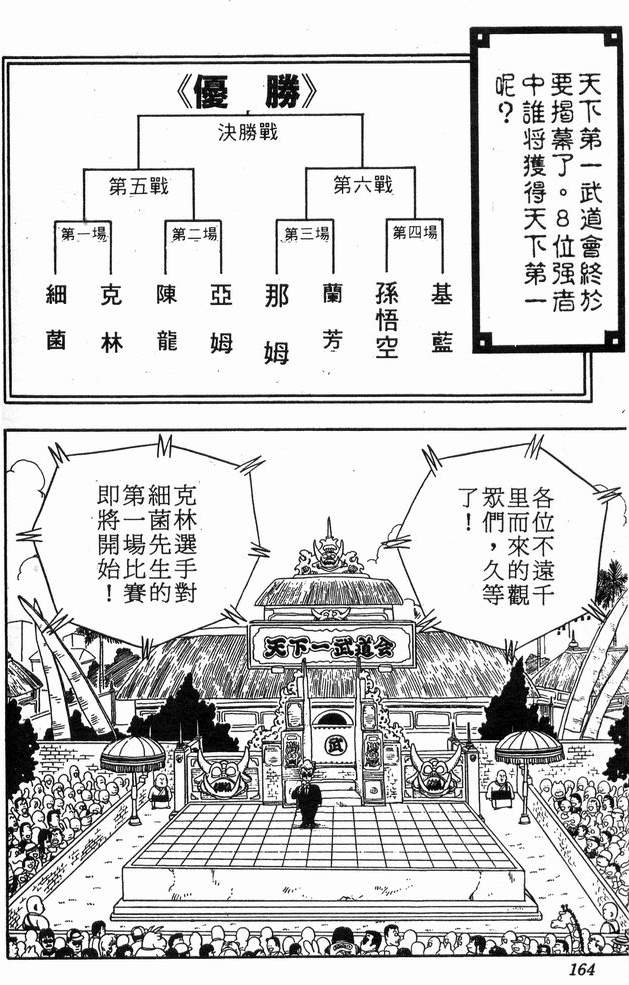 天下第一武道會終於
要揭幕了。8位强者
中誰将獲得天下第一
呢？
《優勝》
決勝戰
第五戰
第六戰
第一場
第二場
第三場
第四場
細菌
克林
陳龍
亞姆
那姆
蘭芳
孫悟空
基藍
各位不遠千
里而來的觀
眾們，久等
了！
克林選手對
細菌先生的
第一場比賽
即將開始！
天下一武道会
武
164